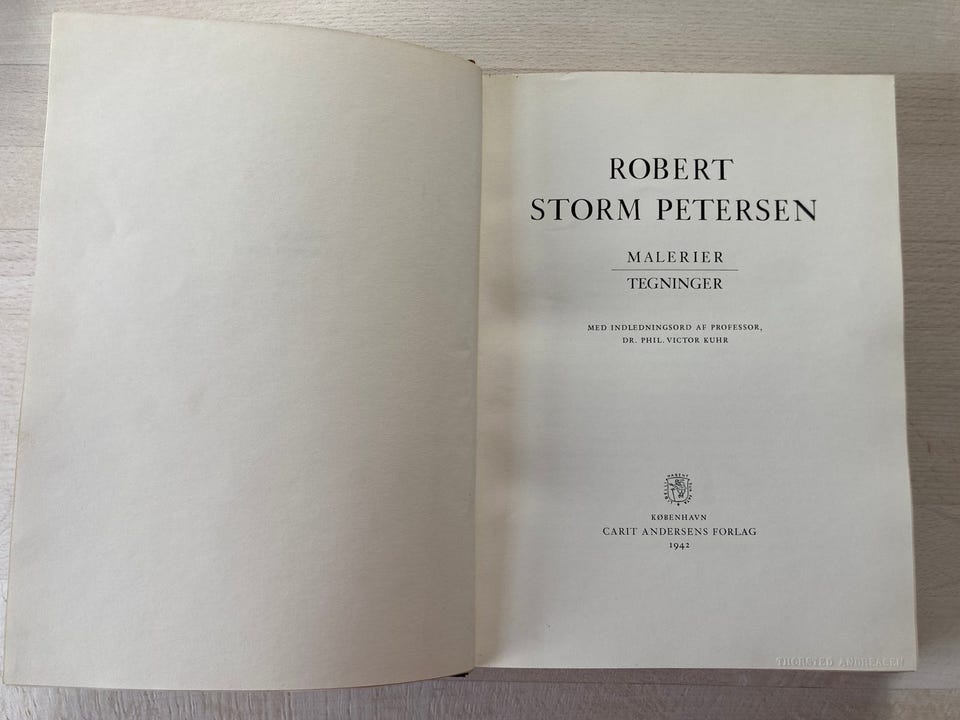 ROBERT
STORM PETERSEN
MALERIER
TEGNINGER
MED INDLEDNINGSORD AF PROFESSOR,
DR. PHIL. VICTOR KUHR
KØBENHAVN
CARIT ANDERSENS FORLAG
1942
THORSTED ANDREASEN